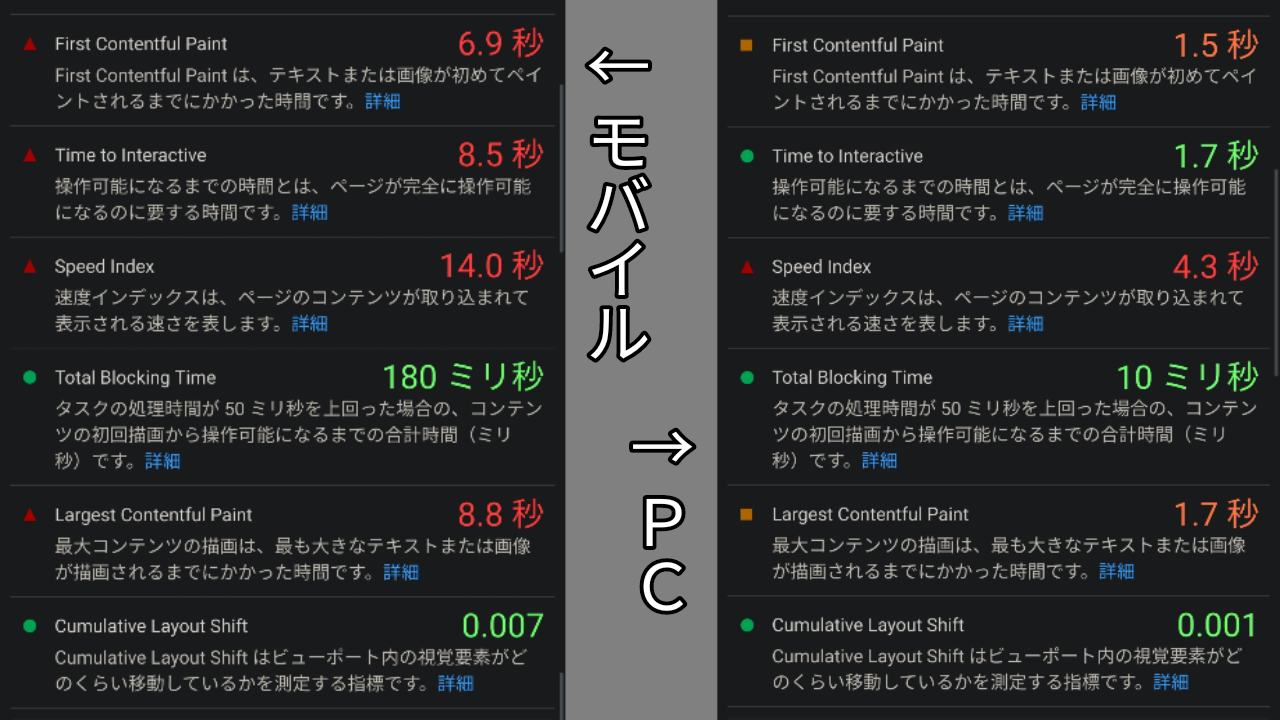 First Contentful Paint 6.9 秒
First Contentful Paint は、テキストまたは画像が初めてペイ
ントされるまでにかかった時間です。詳細
Time to Interactive 8.5 秒
操作可能になるまでの時間とは、ページが完全に操作可能
になるのに要する時間です。詳細
Speed Index 14.0 秒
速度インデックスは、ページのコンテンツが取り込まれて
表示される速さを表します。詳細
Total Blocking Time 180 ミリ秒
タスクの処理時間が 50 ミリ秒を上回った場合の、コンテン
ツの初回描画から操作可能になるまでの合計時間（ミリ
秒）です。詳細
Largest Contentful Paint 8.8 秒
最大コンテンツの描画は、最も大きなテキストまたは画像
が描画されるまでにかかった時間です。詳細
Cumulative Layout Shift 0.007
Cumulative Layout Shift はビューポート内の視覚要素がど
のくらい移動しているかを測定する指標です。詳細
←モバイル
→PC
First Contentful Paint 1.5 秒
First Contentful Paint は、テキストまたは画像が初めてペイ
ントされるまでにかかった時間です。詳細
Time to Interactive 1.7 秒
操作可能になるまでの時間とは、ページが完全に操作可能
になるのに要する時間です。詳細
Speed Index 4.3 秒
速度インデックスは、ページのコンテンツが取り込まれて
表示される速さを表します。詳細
Total Blocking Time 10 ミリ秒
タスクの処理時間が 50 ミリ秒を上回った場合の、コンテン
ツの初回描画から操作可能になるまでの合計時間（ミリ
秒）です。詳細
Largest Contentful Paint 1.7 秒
最大コンテンツの描画は、最も大きなテキストまたは画像
が描画されるまでにかかった時間です。詳細
Cumulative Layout Shift 0.001
Cumulative Layout Shift はビューポート内の視覚要素がど
のくらい移動しているかを測定する指標です。詳細